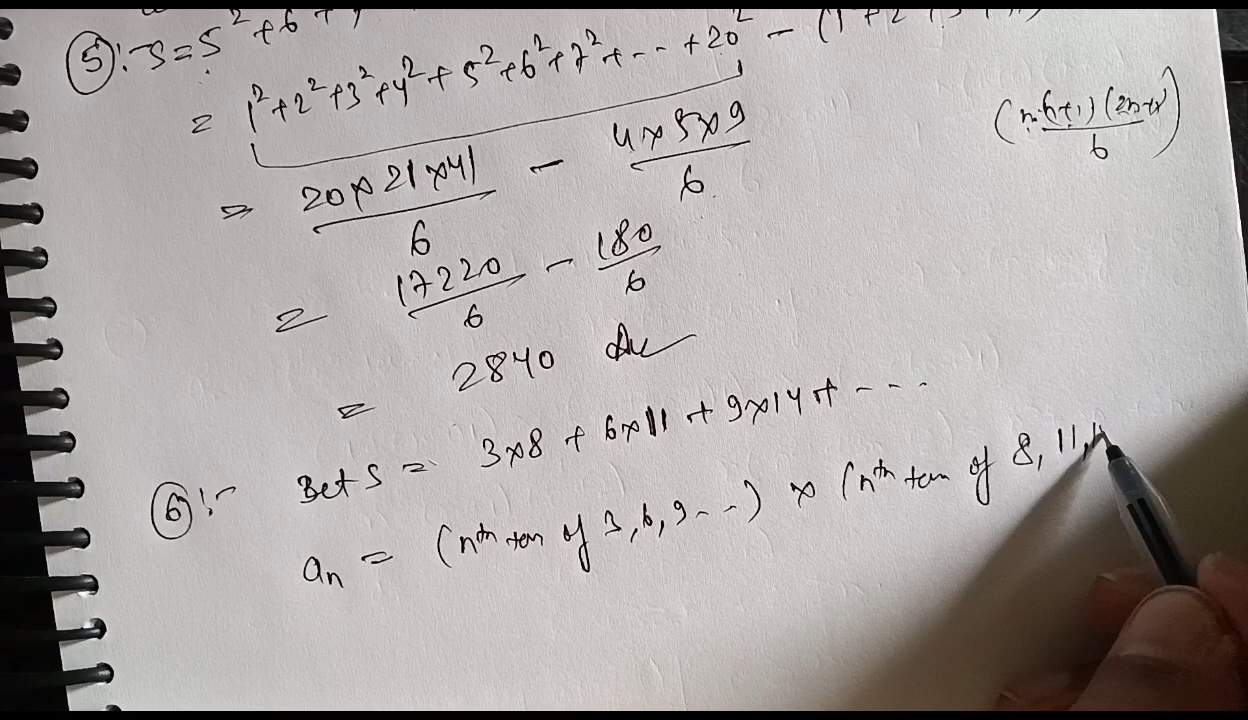 ⑤:- S = 5² + 6² + 7
= 1² + 2² + 3² + 4² + 5² + 6² + 7² + -- + 20² - (1² + 2
(n(n+1)(2n+1)/6)
= 20×21×41/6 - 4×5×9/6
= 17220/6 - 180/6
= 2840
⑥:- Let S = 3×8 + 6×11 + 9×14 + ---
aₙ = (nth term of 3, 6, 9 --) × (nth term of 8, 11, 1